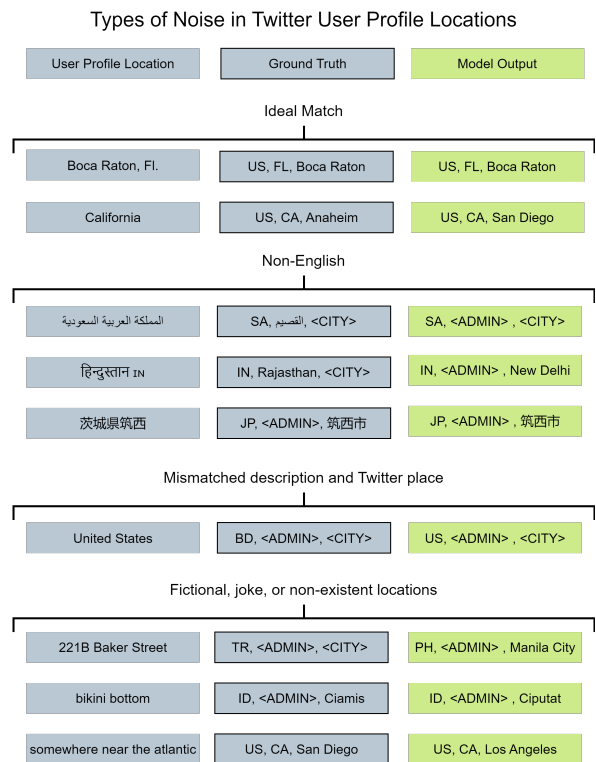 Types of Noise in Twitter User Profile Locations
User Profile Location Ground Truth Model Output
Ideal Match
Boca Raton, Fl. US, FL, Boca Raton US, FL, Boca Raton
California US, CA, Anaheim US, CA, San Diego
Non-English
المملكة العربية السعودية SA, القصيم, <CITY> SA, <ADMIN> , <CITY>
हिन्दुस्तान ɪɴ IN, Rajasthan, <CITY> IN, <ADMIN> , New Delhi
茨城県筑西 JP, <ADMIN>, 筑西市 JP, <ADMIN> , 筑西市
Mismatched description and Twitter place
United States BD, <ADMIN>, <CITY> US, <ADMIN> , <CITY>
Fictional, joke, or non-existent locations
221B Baker Street TR, <ADMIN>, <CITY> PH, <ADMIN> , Manila City
bikini bottom ID, <ADMIN>, Ciamis ID, <ADMIN> , Ciputat
somewhere near the atlantic US, CA, San Diego US, CA, Los Angeles